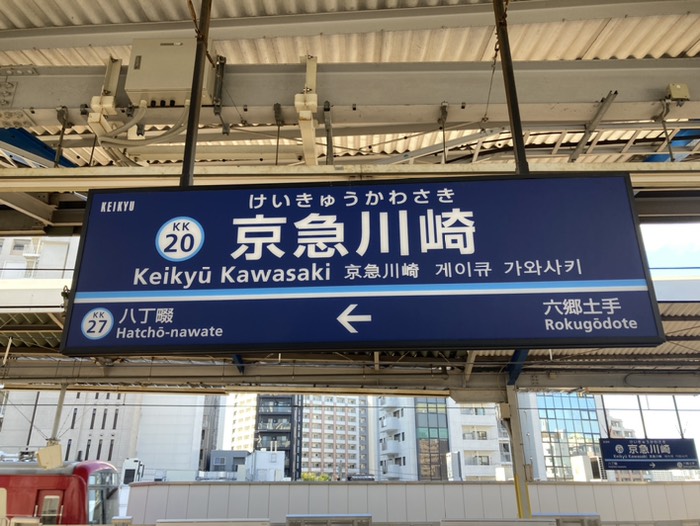 KEIKYU
けいきゅうかわさき
KK
20
京急川崎
Keikyū Kawasaki 京急川崎 게이큐 가와사키
KK
27
八丁畷
Hatchō-nawate
←
六郷土手
Rokugōdote
京急川崎